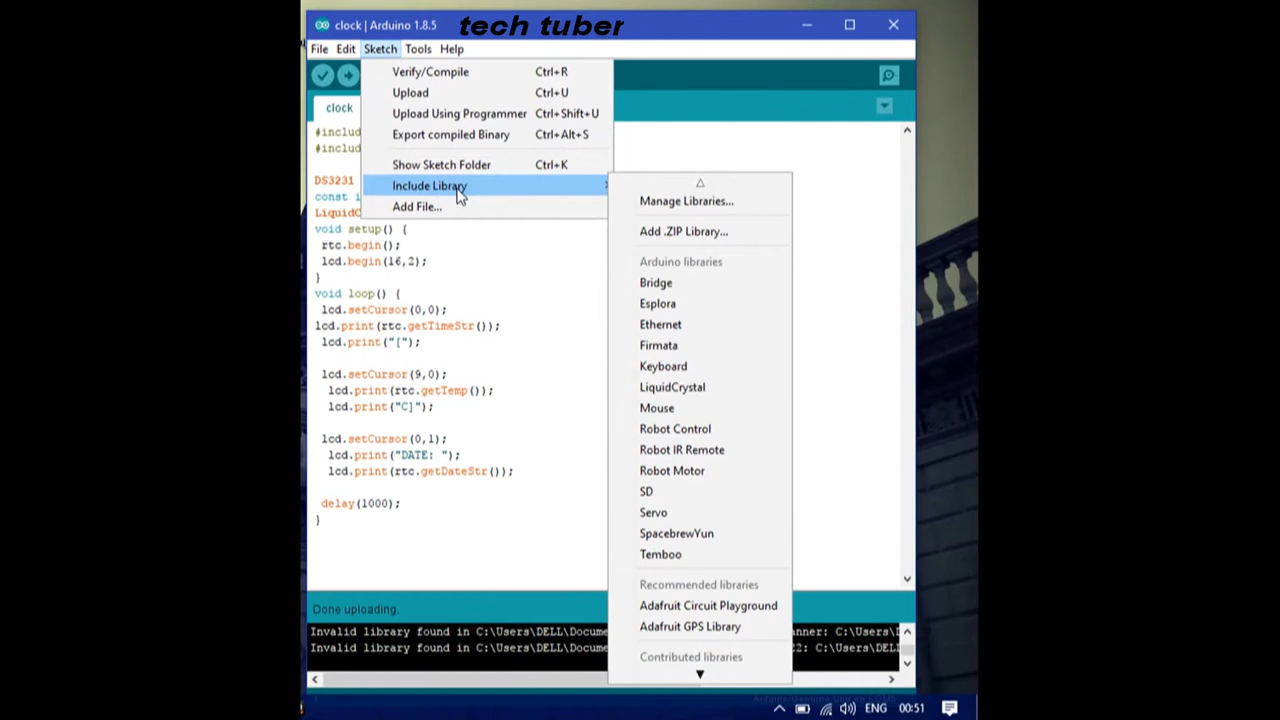 clock | Arduino 1.8.5
tech tuber
File Edit Sketch Tools Help
Verify/Compile Ctrl+R
Upload Ctrl+U
Upload Using Programmer Ctrl+Shift+U
Export compiled Binary Ctrl+Alt+S
Show Sketch Folder Ctrl+K
Include Library
Add File...
Manage Libraries...
Add .ZIP Library...
Arduino libraries
Bridge
Esplora
Ethernet
Firmata
Keyboard
LiquidCrystal
Mouse
Robot Control
Robot IR Remote
Robot Motor
SD
Servo
SpacebrewYun
Temboo
Recommended libraries
Adafruit Circuit Playground
Adafruit GPS Library
Contributed libraries
clock
#includ
#includ
DS3231
const i
LiquidC
void setup() {
rtc.begin();
lcd.begin(16,2);
}
void loop() {
lcd.setCursor(0,0);
lcd.print(rtc.getTimeStr());
lcd.print("[");
lcd.setCursor(9,0);
lcd.print(rtc.getTemp());
lcd.print("C]");
lcd.setCursor(0,1);
lcd.print("DATE: ");
lcd.print(rtc.getDateStr());
delay(1000);
}
Done uploading.
Invalid library found in C:\Users\DELL\Docume anner: C:\Users\D
Invalid library found in C:\Users\DELL\Docume 2: C:\Users\DELL
ENG 00:51